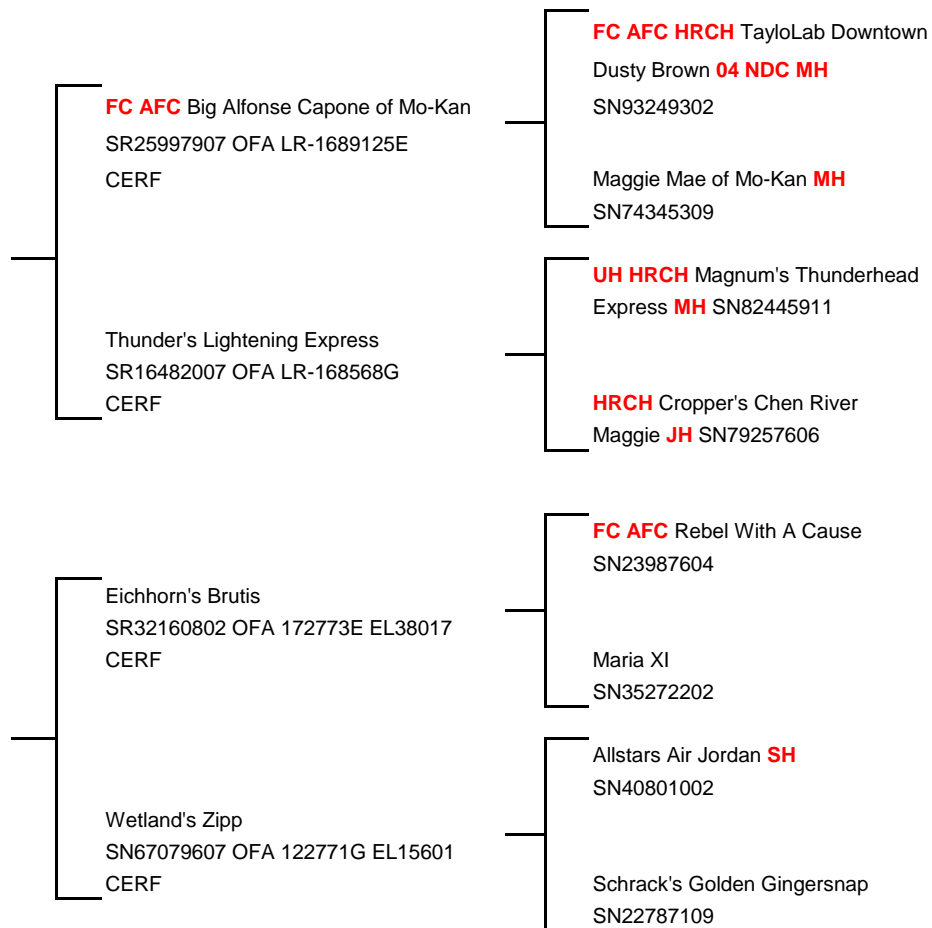 FC AFC Big Alfonse Capone of Mo-Kan
SR25997907 OFA LR-1689125E
CERF
Thunder's Lightening Express
SR16482007 OFA LR-168568G
CERF
Eichhorn's Brutis
SR32160802 OFA 172773E EL38017
CERF
Wetland's Zipp
SN67079607 OFA 122771G EL15601
CERF
FC AFC HRCH TayloLab Downtown
Dusty Brown 04 NDC MH
SN93249302
Maggie Mae of Mo-Kan MH
SN74345309
UH HRCH Magnum's Thunderhead
Express MH SN82445911
HRCH Cropper's Chen River
Maggie JH SN79257606
FC AFC Rebel With A Cause
SN23987604
Maria XI
SN35272202
Allstars Air Jordan SH
SN40801002
Schrack's Golden Gingersnap
SN22787109